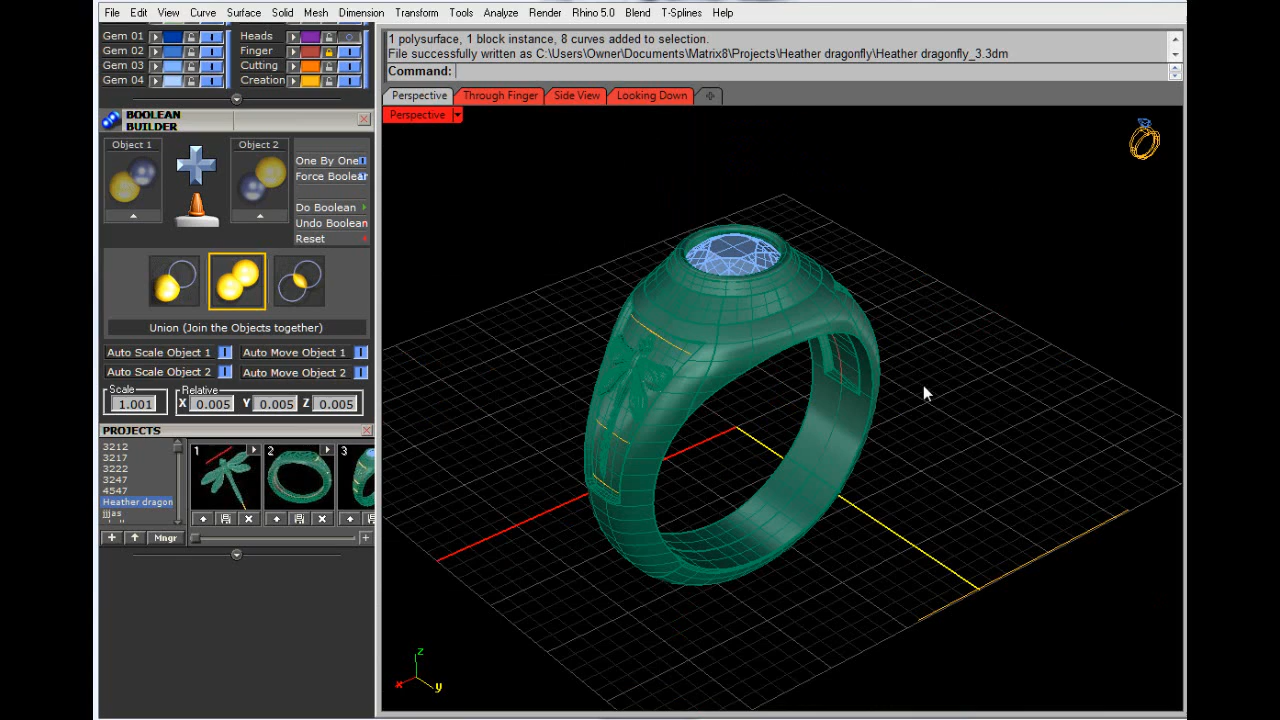 File Edit View Curve Surface Solid Mesh Dimension Transform Tools Analyze Render Rhino 5.0 Blend T-Splines Help
Gem 01 Heads
Gem 02 Finger
Gem 03 Cutting
Gem 04 Creation
1 polysurface, 1 block instance, 8 curves added to selection.
File successfully written as C:\Users\Owner\Documents\Matrix8\Projects\Heather dragonfly\Heather dragonfly_3.3dm
Command:
Perspective Through Finger Side View Looking Down
Perspective
BOOLEAN
BUILDER
Object 1 Object 2
One By One
Force Boolean
Do Boolean
Undo Boolean
Reset
Union (Join the Objects together)
Auto Scale Object 1 Auto Move Object 1
Auto Scale Object 2 Auto Move Object 2
Scale Relative
1.001 X 0.005 Y 0.005 Z 0.005
PROJECTS
3212
3217
3222
3247
4547
Heather dragon
1 2 3
Mngr
z
x
y